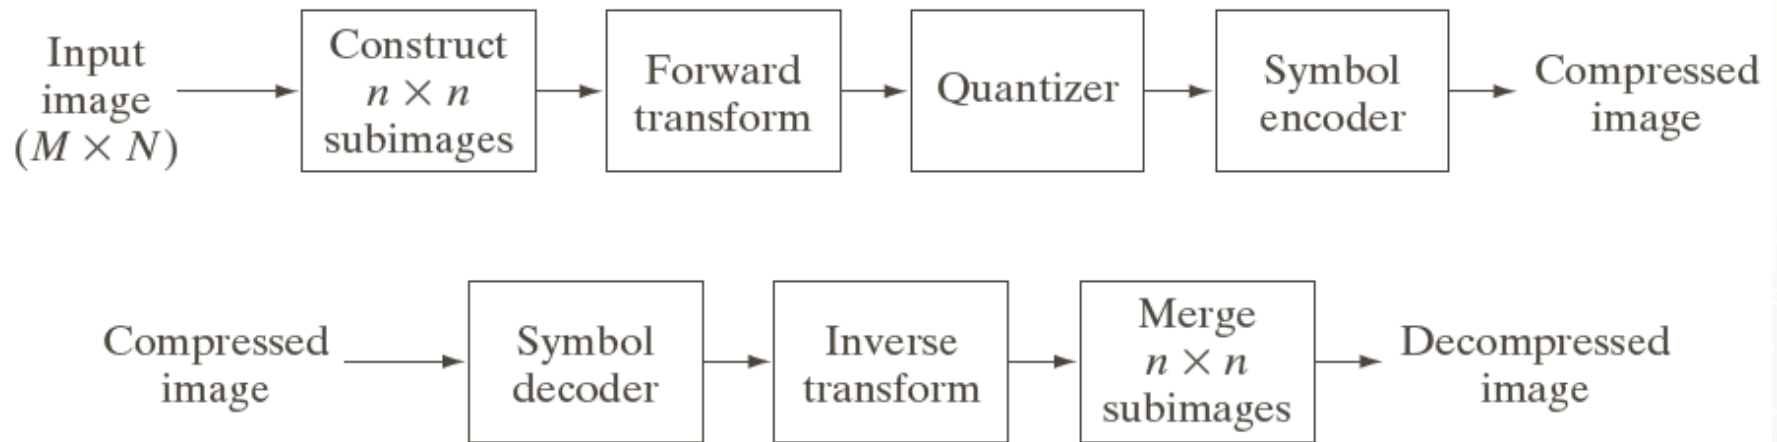 Input
image
(M × N)
Construct
n × n
subimages
Forward
transform
Quantizer
Symbol
encoder
Compressed
image
Compressed
image
Symbol
decoder
Inverse
transform
Merge
n × n
subimages
Decompressed
image